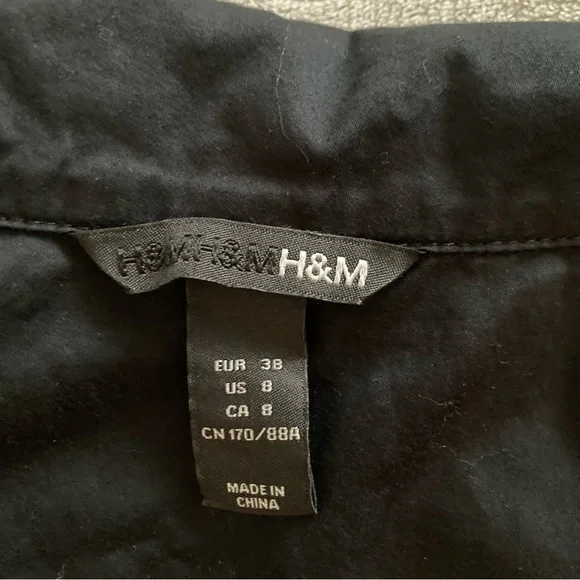 H&MH&MH&M
EUR 38
US 8
CA 8
CN 170/88A
MADE IN
CHINA